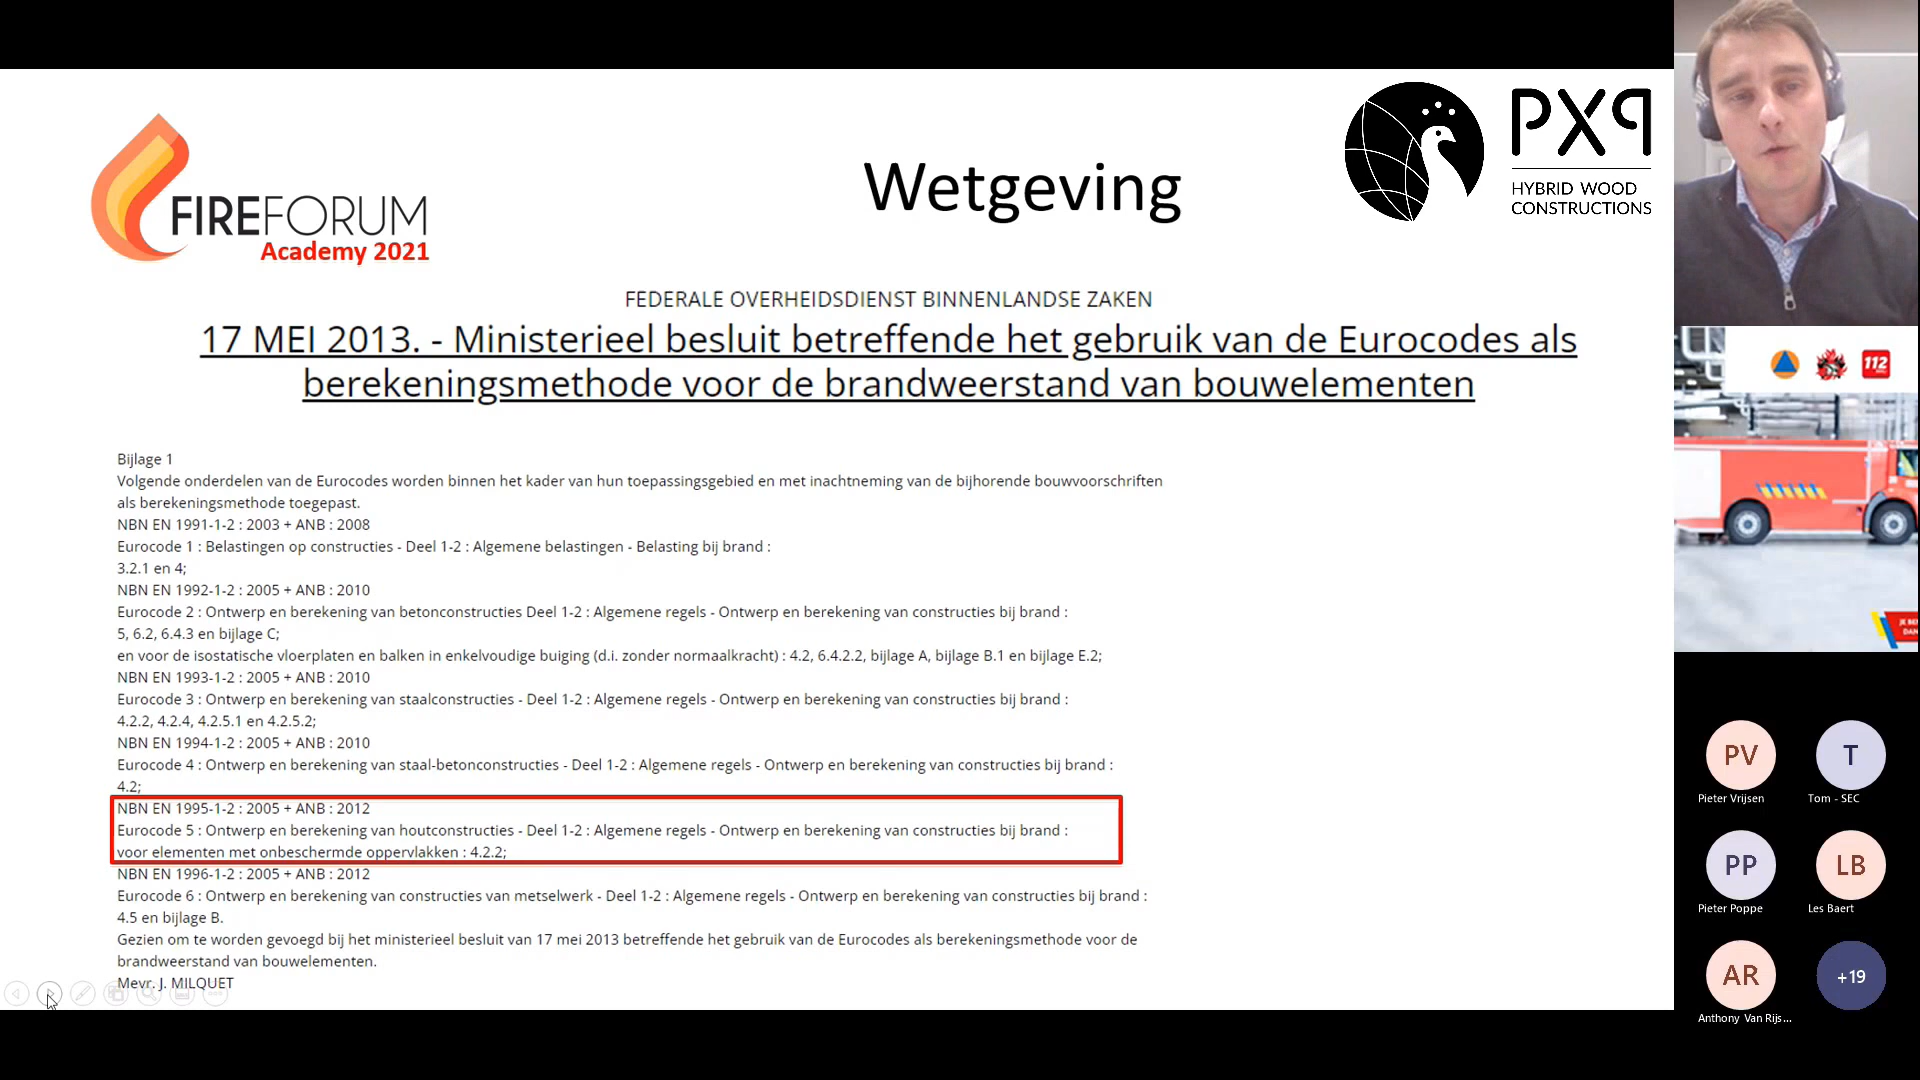 FIREFORUM
Academy 2021
Wetgeving
PXP
HYBRID WOOD
CONSTRUCTIONS
FEDERALE OVERHEIDSDIENST BINNENLANDSE ZAKEN
17 MEI 2013. - Ministerieel besluit betreffende het gebruik van de Eurocodes als
berekeningsmethode voor de brandweerstand van bouwelementen
Bijlage 1
Volgende onderdelen van de Eurocodes worden binnen het kader van hun toepassingsgebied en met inachtneming van de bijhorende bouwvoorschriften
als berekeningsmethode toegepast.
NBN EN 1991-1-2 : 2003 + ANB : 2008
Eurocode 1 : Belastingen op constructies - Deel 1-2 : Algemene belastingen - Belasting bij brand :
3.2.1 en 4;
NBN EN 1992-1-2 : 2005 + ANB : 2010
Eurocode 2 : Ontwerp en berekening van betonconstructies Deel 1-2 : Algemene regels - Ontwerp en berekening van constructies bij brand :
5, 6.2, 6.4.3 en bijlage C;
en voor de isostatische vloerplaten en balken in enkelvoudige buiging (d.i. zonder normaalkracht) : 4.2, 6.4.2.2, bijlage A, bijlage B.1 en bijlage E.2;
NBN EN 1993-1-2 : 2005 + ANB : 2010
Eurocode 3 : Ontwerp en berekening van staalconstructies - Deel 1-2 : Algemene regels - Ontwerp en berekening van constructies bij brand :
4.2.2, 4.2.4, 4.2.5.1 en 4.2.5.2;
NBN EN 1994-1-2 : 2005 + ANB : 2010
Eurocode 4 : Ontwerp en berekening van staal-betonconstructies - Deel 1-2 : Algemene regels - Ontwerp en berekening van constructies bij brand :
4.2;
NBN EN 1995-1-2 : 2005 + ANB : 2012
Eurocode 5 : Ontwerp en berekening van houtconstructies - Deel 1-2 : Algemene regels - Ontwerp en berekening van constructies bij brand :
voor elementen met onbeschermde oppervlakken : 4.2.2;
NBN EN 1996-1-2 : 2005 + ANB : 2012
Eurocode 6 : Ontwerp en berekening van constructies van metselwerk - Deel 1-2 : Algemene regels - Ontwerp en berekening van constructies bij brand :
4.5 en bijlage B.
Gezien om te worden gevoegd bij het ministerieel besluit van 17 mei 2013 betreffende het gebruik van de Eurocodes als berekeningsmethode voor de
brandweerstand van bouwelementen.
Mevr. J. MILQUET
112
JE BE
DAN
PV
Pieter Vrijsen
T
Tom - SEC
PP
Pieter Poppe
LB
Les Baert
AR
Anthony Van Rijs...
+19